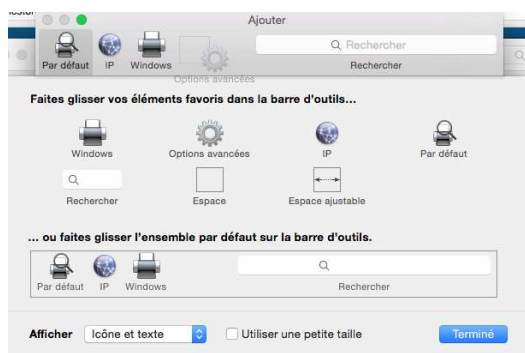 Ajouter
Rechercher
Par défaut IP Windows Rechercher
Options avancées
Faites glisser vos éléments favoris dans la barre d'outils...
Windows Options avancées IP Par défaut
Rechercher Espace Espace ajustable
... ou faites glisser l'ensemble par défaut sur la barre d'outils.
Par défaut IP Windows Rechercher
Afficher Icône et texte Utiliser une petite taille Terminé